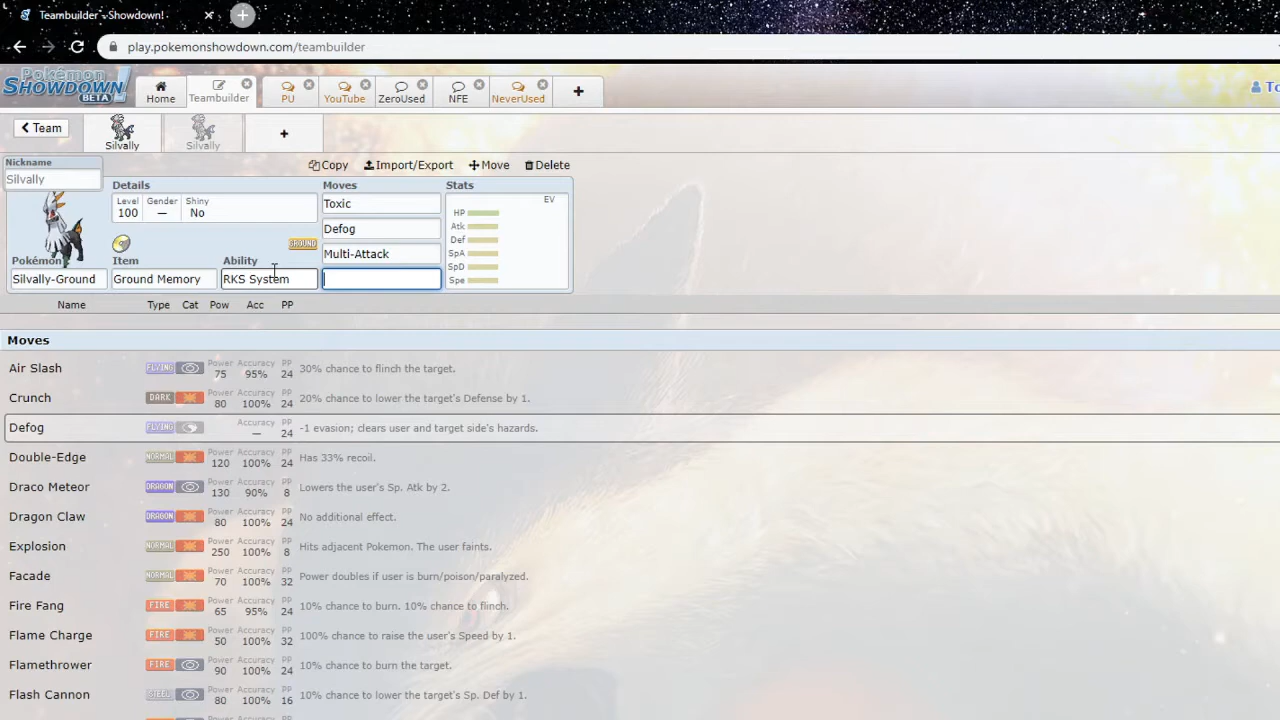 Teambuilder - Showdown!
play.pokemonshowdown.com/teambuilder
Pokémon
SHOWDOWN!
BETA
Home
Teambuilder
PU
YouTube
ZeroUsed
NFE
NeverUsed
To
Team
Silvally
Silvally
Copy
Import/Export
Move
Delete
Nickname
Silvally
Details
Level
100
Gender
—
Shiny
No
GROUND
Pokémon
Silvally-Ground
Item
Ground Memory
Ability
RKS System
Moves
Toxic
Defog
Multi-Attack
Stats
EV
HP
Atk
Def
SpA
SpD
Spe
Name Type Cat Pow Acc PP
Moves
Air Slash FLYING Power 75 Accuracy 95% PP 24 30% chance to flinch the target.
Crunch DARK Power 80 Accuracy 100% PP 24 20% chance to lower the target's Defense by 1.
Defog FLYING Accuracy — PP 24 -1 evasion; clears user and target side's hazards.
Double-Edge NORMAL Power 120 Accuracy 100% PP 24 Has 33% recoil.
Draco Meteor DRAGON Power 130 Accuracy 90% PP 8 Lowers the user's Sp. Atk by 2.
Dragon Claw DRAGON Power 80 Accuracy 100% PP 24 No additional effect.
Explosion NORMAL Power 250 Accuracy 100% PP 8 Hits adjacent Pokemon. The user faints.
Facade NORMAL Power 70 Accuracy 100% PP 32 Power doubles if user is burn/poison/paralyzed.
Fire Fang FIRE Power 65 Accuracy 95% PP 24 10% chance to burn. 10% chance to flinch.
Flame Charge FIRE Power 50 Accuracy 100% PP 32 100% chance to raise the user's Speed by 1.
Flamethrower FIRE Power 90 Accuracy 100% PP 24 10% chance to burn the target.
Flash Cannon STEEL Power 80 Accuracy 100% PP 16 10% chance to lower the target's Sp. Def by 1.